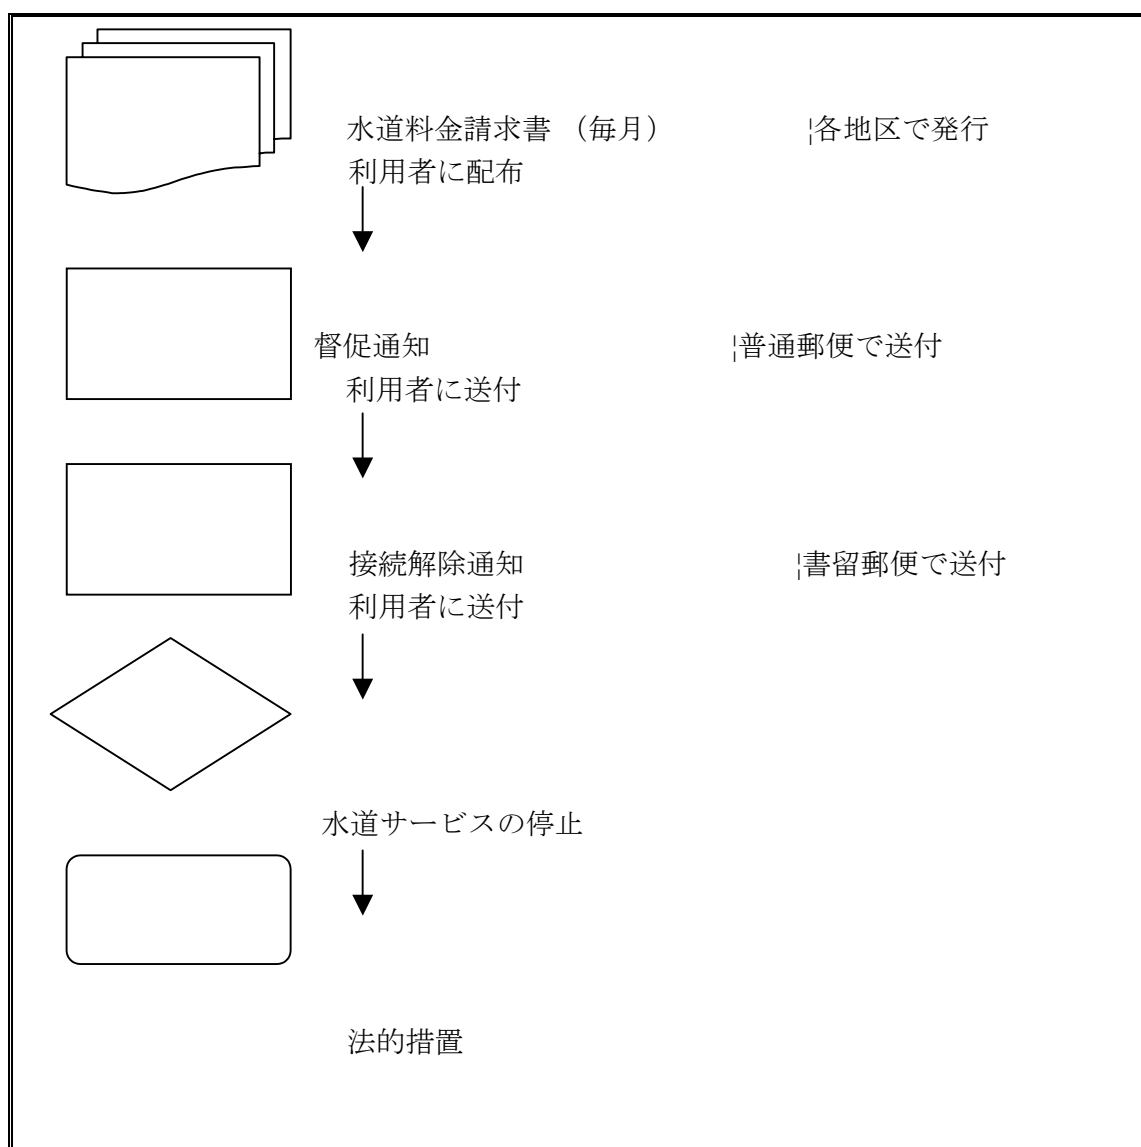 水道料金請求書 （毎月） ¦各地区で発行
利用者に配布
督促通知 ¦普通郵便で送付
利用者に送付
接続解除通知 ¦書留郵便で送付
利用者に送付
水道サービスの停止
法的措置